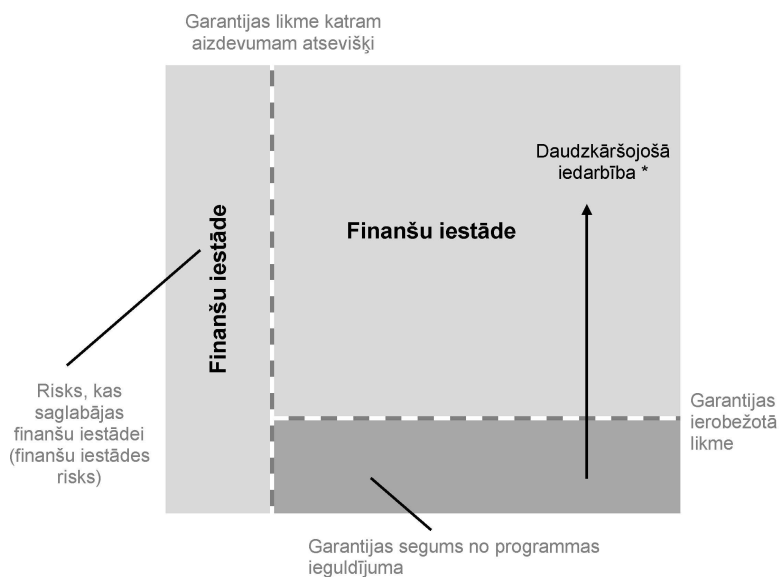 Garantijas likme katram
aizdevumam atsevišķi
Daudzkāršojošā
iedarbība *
Finanšu iestāde
Finanšu iestāde
Risks, kas
saglabājas
finanšu iestādei
(finanšu iestādes
risks)
Garantijas
ierobežotā
likme
Garantijas segums no programmas
ieguldījuma